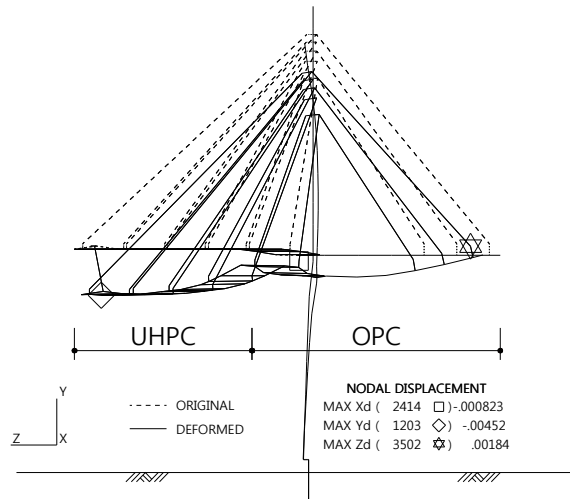 UHPC OPC
Y
Z X
ORIGINAL
DEFORMED
NODAL DISPLACEMENT
MAX Xd ( 2414 )-.000823
MAX Yd ( 1203 ) -.00452
MAX Zd ( 3502 ) .00184